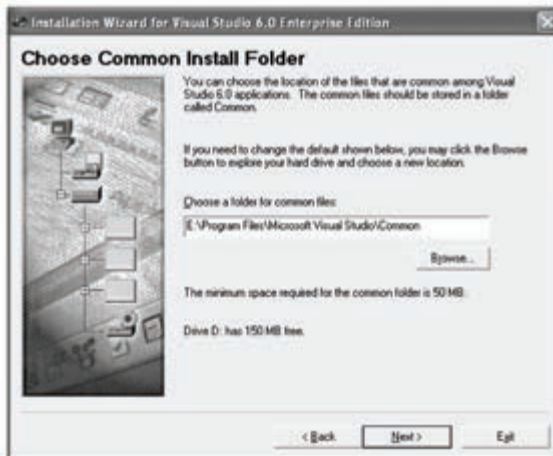 Installation Wizard for Visual Studio 6.0 Enterprise Edition
Choose Common Install Folder
You can choose the location of the files that are common among Visual
Studio 6.0 applications. The common files should be stored in a folder
called Common.
If you need to change the default shown below, you may click the Browse
button to explore your hard drive and choose a new location.
Choose a folder for common files:
E:\Program Files\Microsoft Visual Studio\Common
Browse...
The minimum space required for the common folder is 50 MB.
Drive D: has 150 MB free.
< Back
Next >
Exit